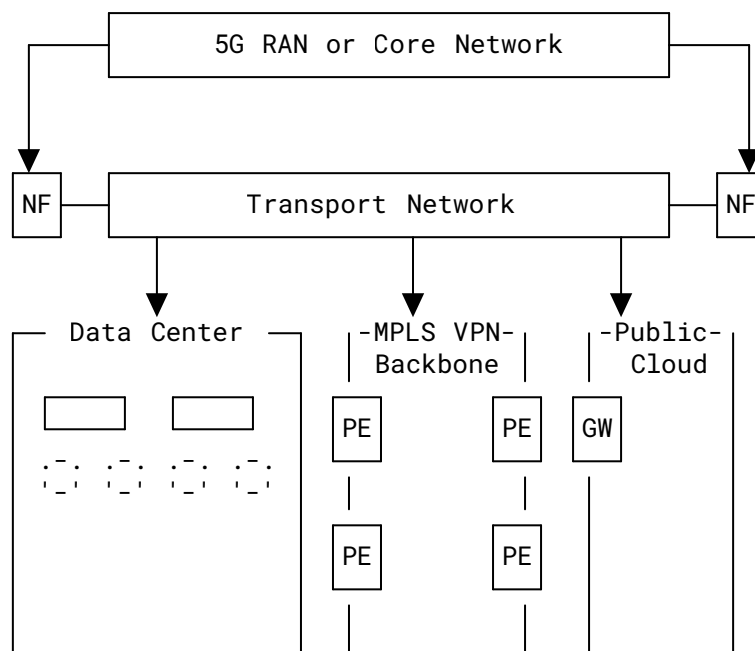 5G RAN or Core Network
NF
Transport Network
NF
Data Center
MPLS VPN
Backbone
Public
Cloud
PE
PE
GW
PE
PE